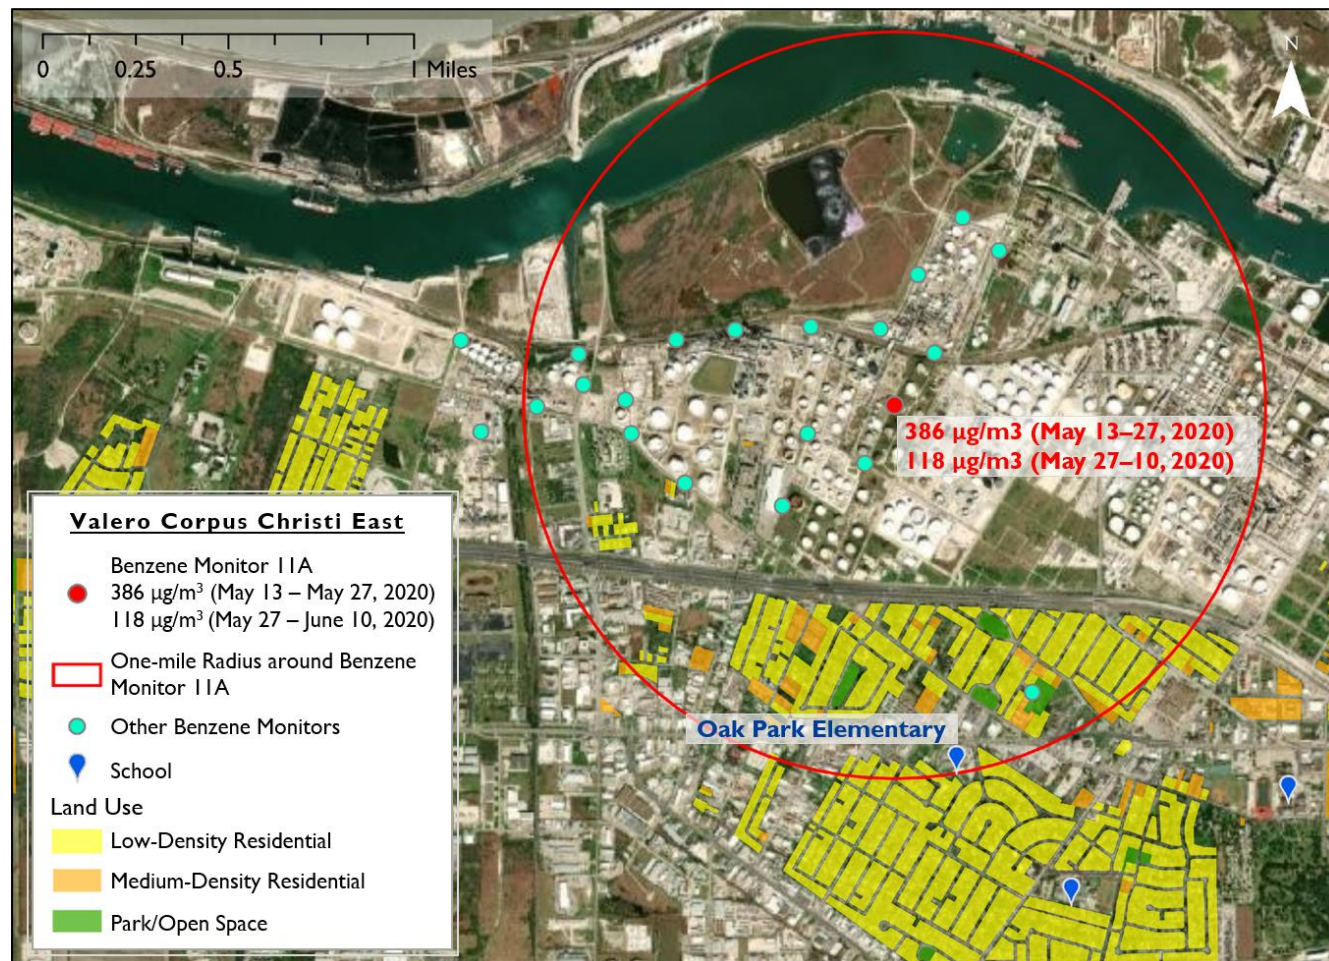 N
0 0.25 0.5 1 Miles
386 µg/m3 (May 13–27, 2020)
118 µg/m3 (May 27–10, 2020)
Valero Corpus Christi East
Benzene Monitor 11A
386 µg/m³ (May 13 – May 27, 2020)
118 µg/m³ (May 27 – June 10, 2020)
One-mile Radius around Benzene
Monitor 11A
Other Benzene Monitors
School
Land Use
Low-Density Residential
Medium-Density Residential
Park/Open Space
Oak Park Elementary